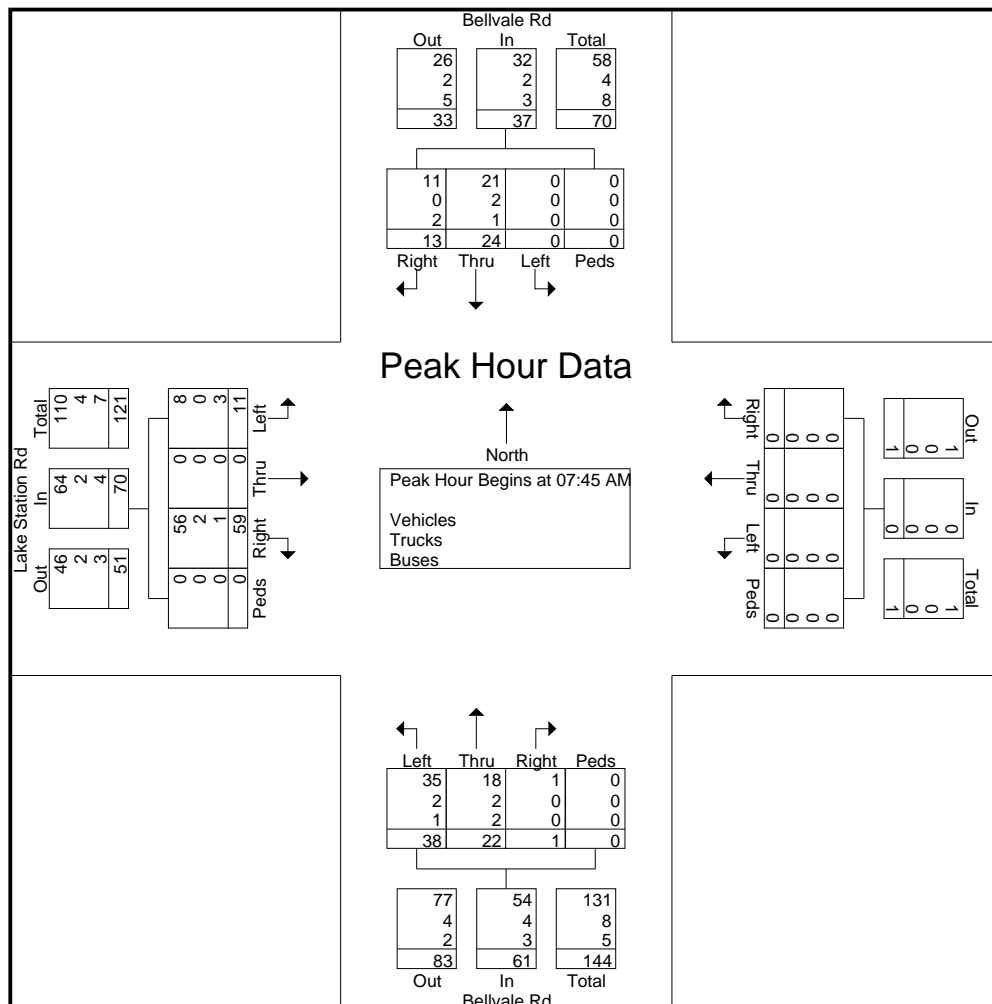 Bellvale Rd
Out In Total
26 32 58
2 2 4
5 3 8
33 37 70
11 21 0 0
0 2 0 0
2 1 0 0
13 24 0 0
Right Thru Left Peds
Peak Hour Data
North
Peak Hour Begins at 07:45 AM
Vehicles
Trucks
Buses
Lake Station Rd
Out In Total
46 64 110
2 2 4
3 4 7
51 70 121
Peds Right Thru Left
0 56 0 8
0 2 0 0
0 1 0 3
0 59 0 11
Out In Total
1 0 1
0 0 0
0 0 0
1 0 1
Right Thru Left Peds
0 0 0 0
0 0 0 0
0 0 0 0
0 0 0 0
Left Thru Right Peds
35 18 1 0
2 2 0 0
1 2 0 0
38 22 1 0
77 54 131
4 4 8
2 3 5
83 61 144
Out In Total
Bellvale Rd